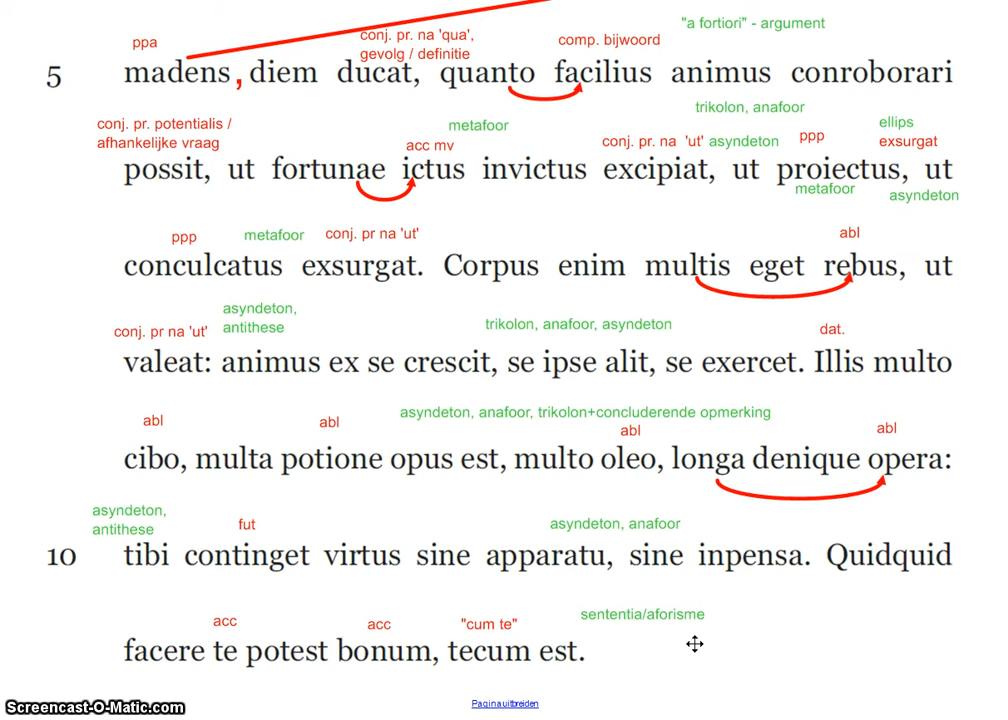 "a fortiori" - argument
ppa conj. pr. na 'qua', comp. bijwoord
gevolg / definitie
5 madens, diem ducat, quanto facilius animus conroborari
trikolon, anafoor
conj. pr. potentialis / metafoor ellips
afhankelijke vraag acc mv conj. pr. na 'ut' asyndeton ppp exsurgat
possit, ut fortunae ictus invictus excipiat, ut proiectus, ut
metafoor asyndeton
ppp metafoor conj. pr na 'ut' abl
conculcatus exsurgat. Corpus enim multis eget rebus, ut
conj. pr na 'ut' asyndeton, trikolon, anafoor, asyndeton dat.
antithese
valeat: animus ex se crescit, se ipse alit, se exercet. Illis multo
asyndeton, anafoor, trikolon+concluderende opmerking
abl abl abl abl
cibo, multa potione opus est, multo oleo, longa denique opera:
asyndeton, fut asyndeton, anafoor
antithese
10 tibi continget virtus sine apparatu, sine inpensa. Quidquid
acc acc "cum te" sententia/aforisme
facere te potest bonum, tecum est.
Pagina uitbreiden
Screencast-O-Matic.com